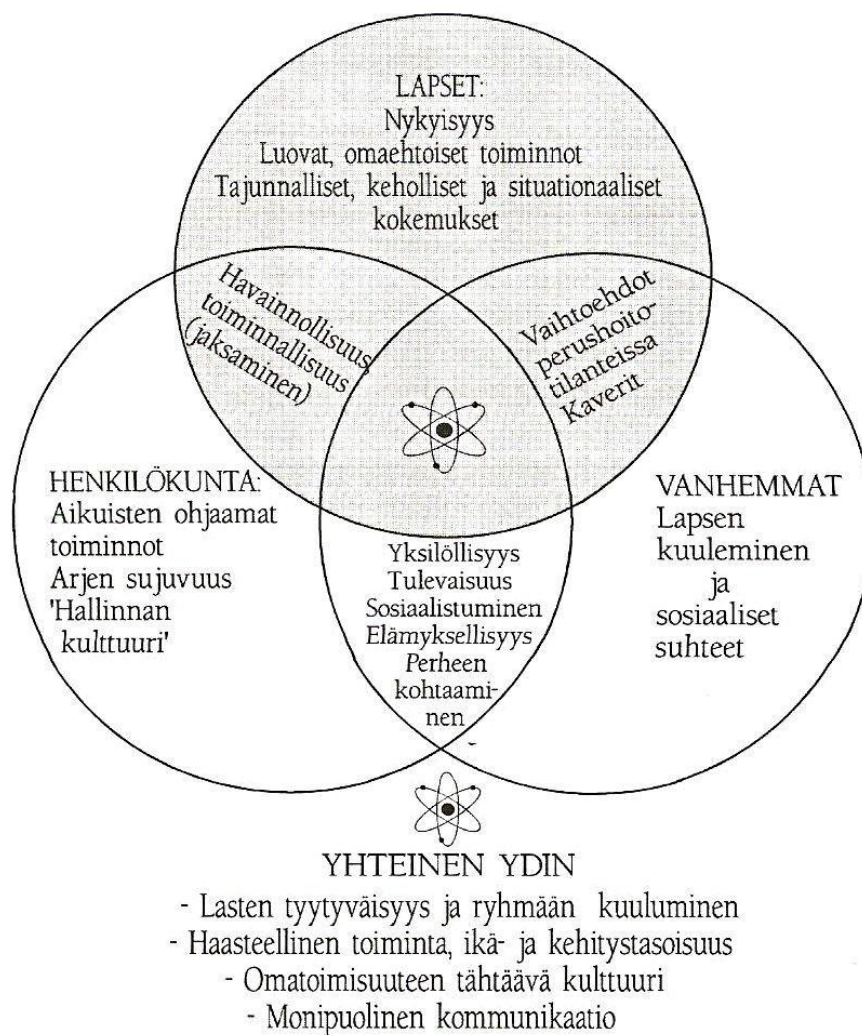 LAPSET:
Nykyisyys
Luovat, omaehtoiset toiminnot
Tajunnalliset, keholliset ja situationaaliset
kokemukset
Havainnollisuus,
toiminnallisuus
(jaksaminen)
Vaihtoehdot
perushoito-
tilanteissa
Kaverit
HENKILÖKUNTA:
Aikuisten ohjaamat
toiminnot
Arjen sujuvuus
'Hallinnan
kulttuuri'
Yksilöllisyys
Tulevaisuus
Sosiaalistuminen
Elämyksellisyys
Perheen
kohtaami-
nen
VANHEMMAT
Lapsen
kuuleminen
ja
sosiaaliset
suhteet
YHTEINEN YDIN
- Lasten tyytyväisyys ja ryhmään kuuluminen
- Haasteellinen toiminta, ikä- ja kehitystasoisuus
- Omatoimisuuteen tähtäävä kulttuuri
- Monipuolinen kommunikaatio